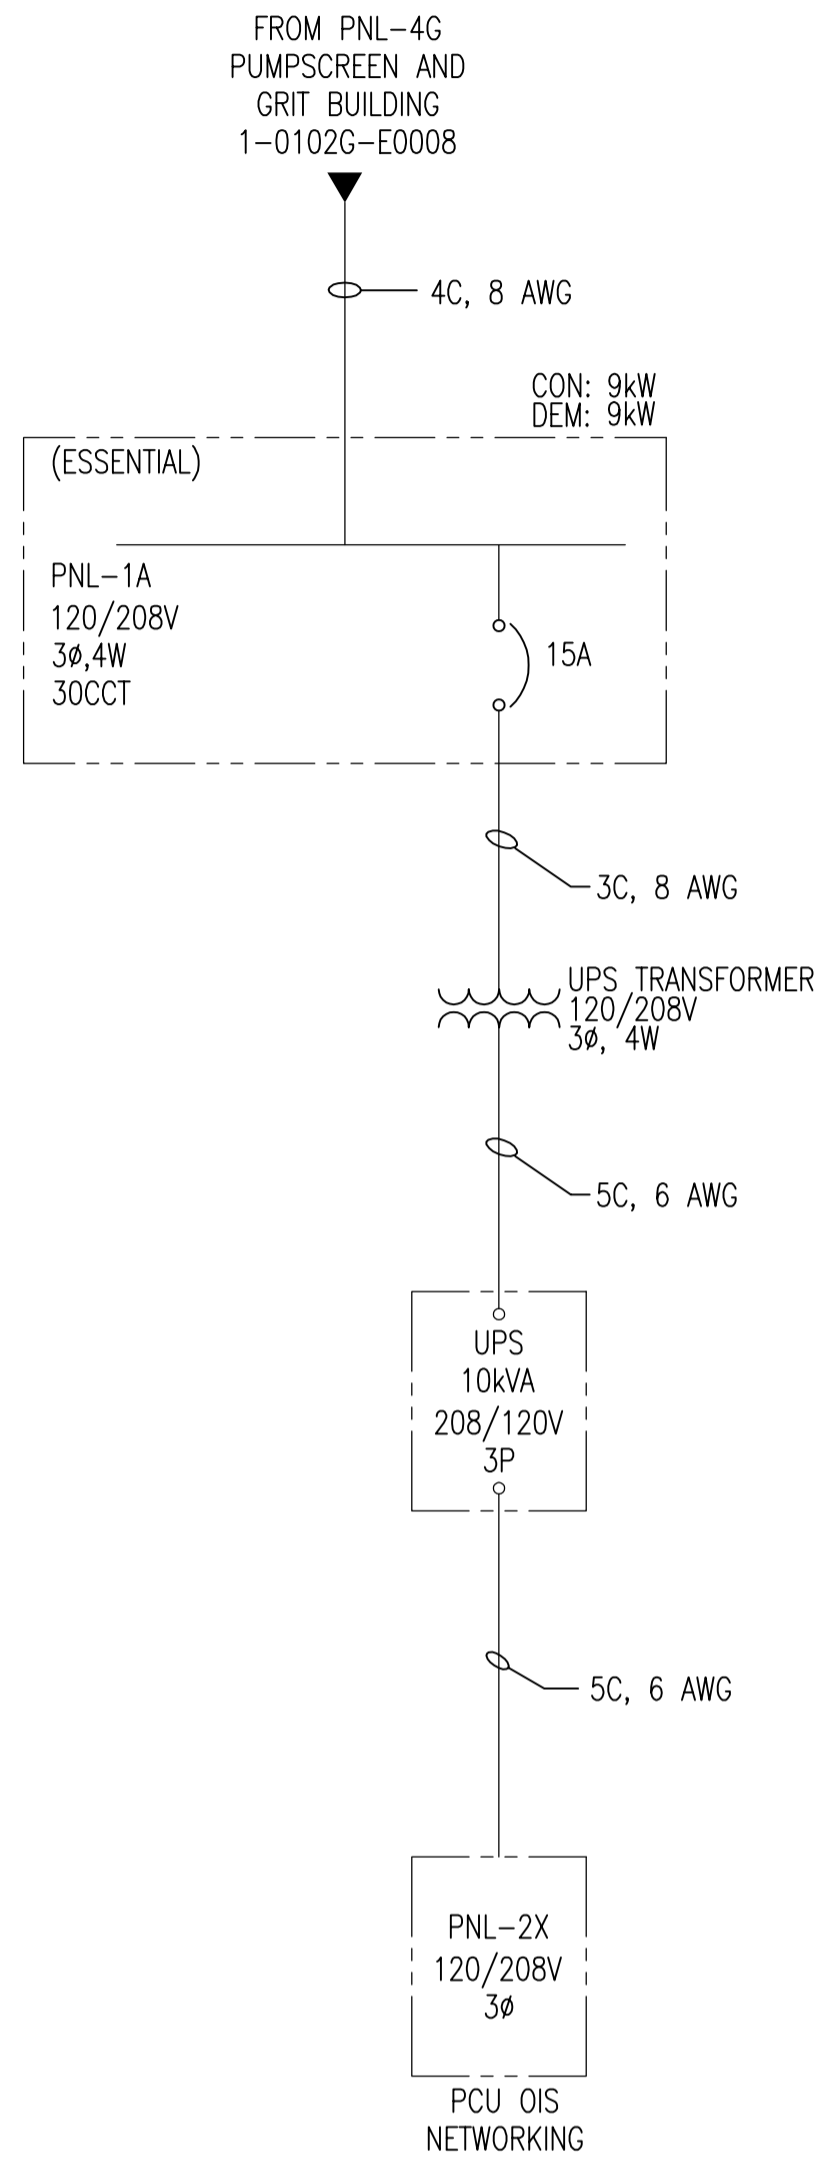 FROM PNL-4G
PUMPSCREEN AND
GRIT BUILDING
1-0102G-E0008
4C, 8 AWG
CON: 9kW
DEM: 9kW
(ESSENTIAL)
PNL-1A
120/208V
3ø,4W
30CCT
15A
3C, 8 AWG
UPS TRANSFORMER
120/208V
3ø, 4W
5C, 6 AWG
UPS
10kVA
208/120V
3P
5C, 6 AWG
PNL-2X
120/208V
3ø
PCU OIS
NETWORKING